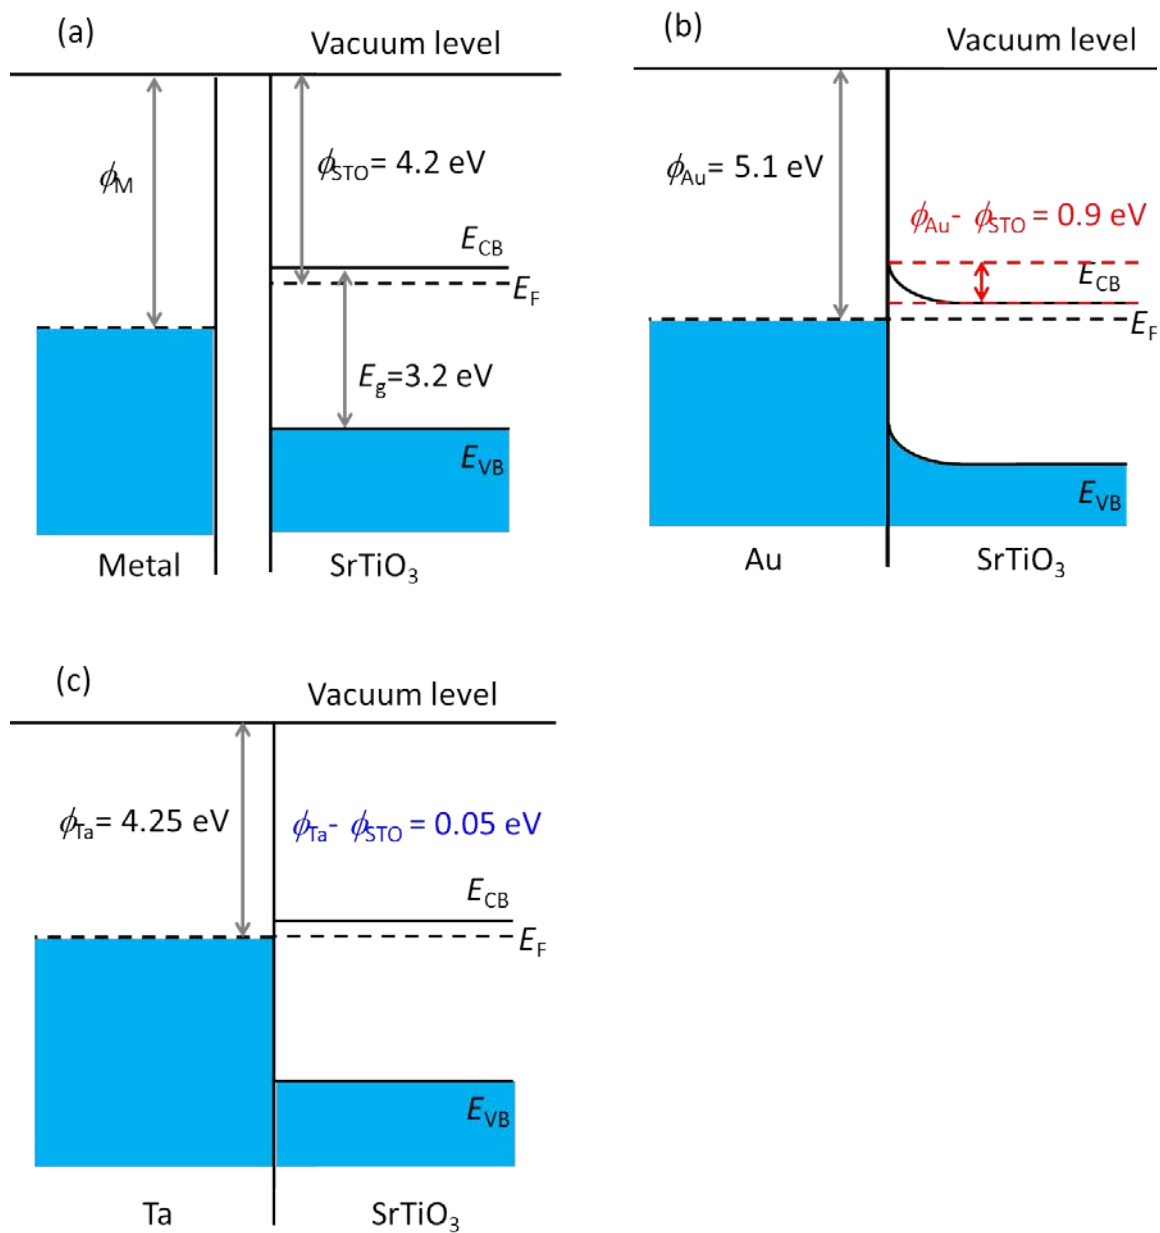 (a)
Vacuum level
ϕM
ϕSTO= 4.2 eV
ECB
EF
Eg=3.2 eV
EVB
Metal
SrTiO3
(b)
Vacuum level
ϕAu= 5.1 eV
ϕAu- ϕSTO = 0.9 eV
ECB
EF
EVB
Au
SrTiO3
(c)
Vacuum level
ϕTa= 4.25 eV
ϕTa- ϕSTO = 0.05 eV
ECB
EF
EVB
Ta
SrTiO3